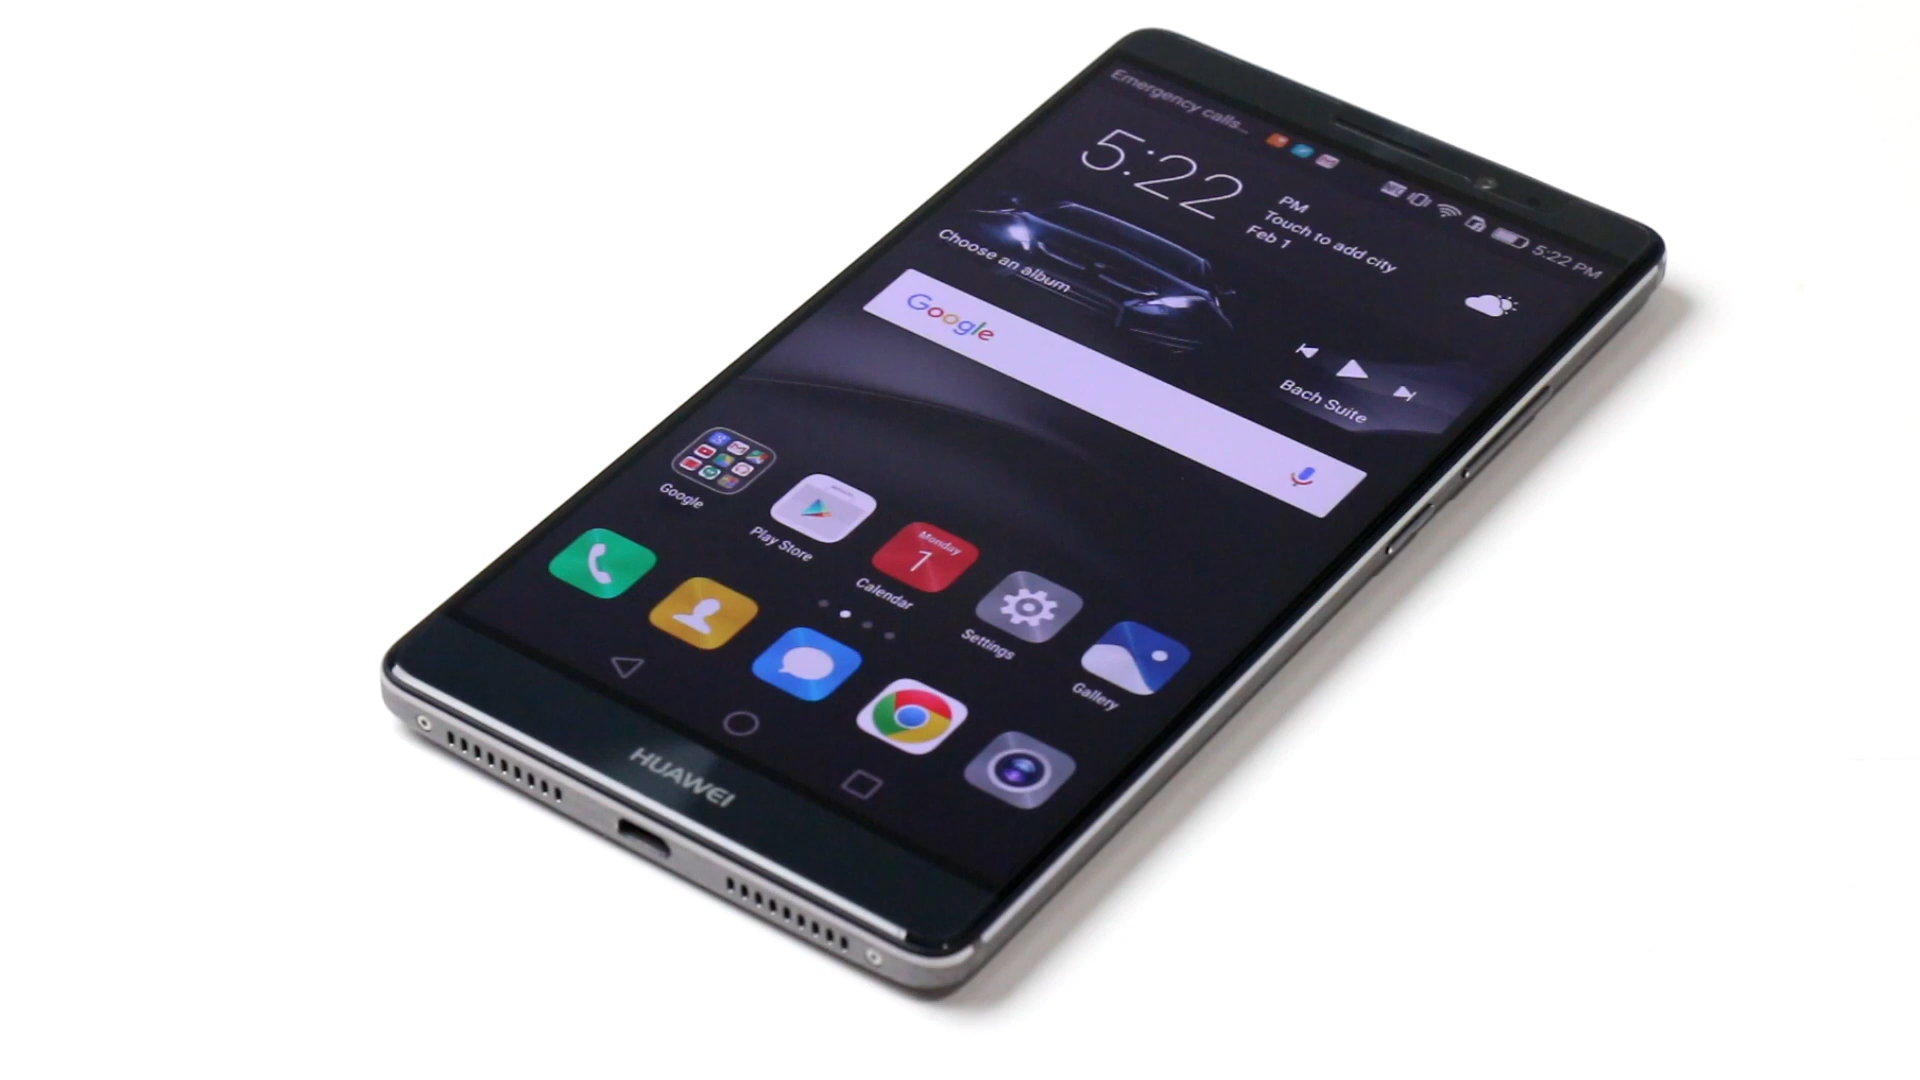 Emergency calls...
5:22 PM
5:22
PM
Touch to add city
Feb 1
Choose an album
Google
Bach Suite
Google
Play Store
Monday
1
Calendar
Settings
Gallery
HUAWEI